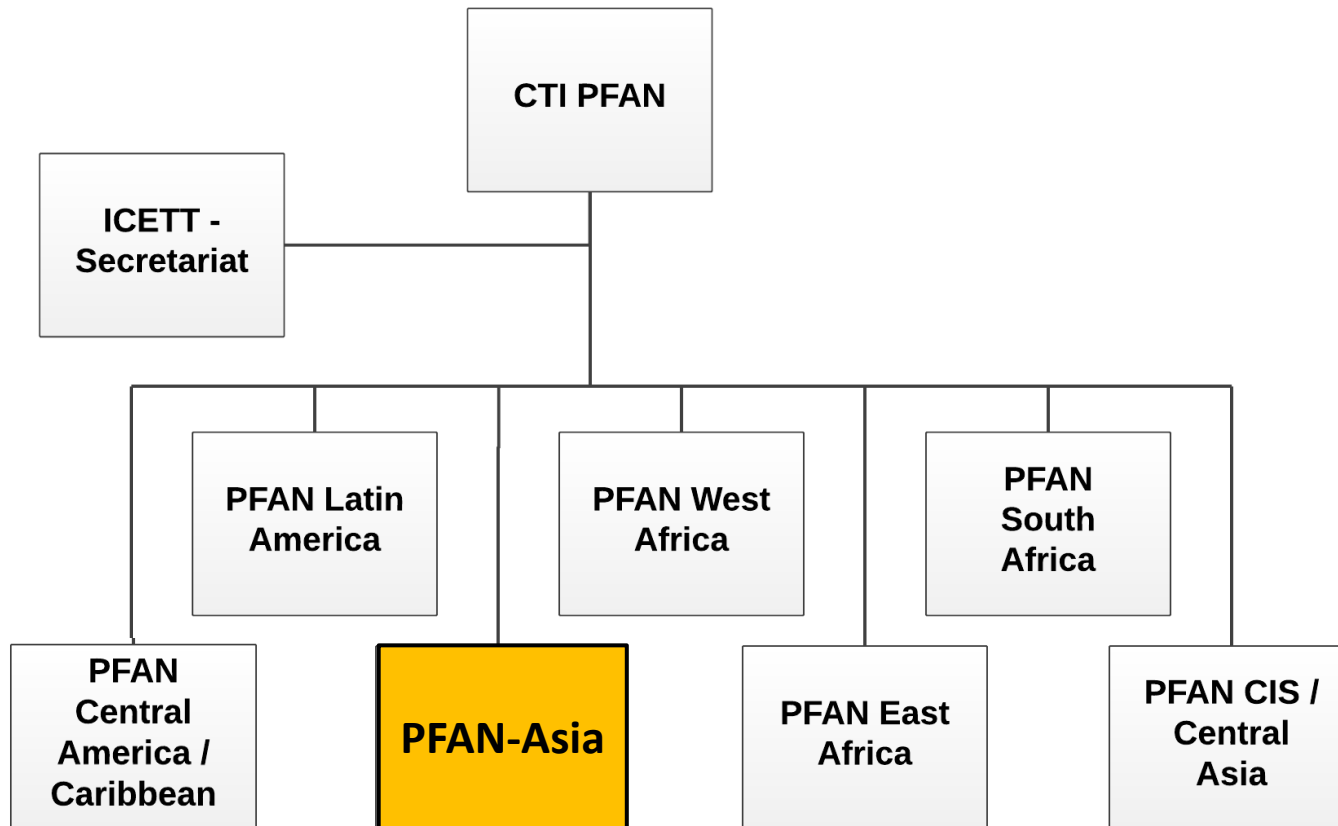 CTI PFAN
ICETT -
Secretariat
PFAN Latin
America
PFAN West
Africa
PFAN
South
Africa
PFAN
Central
America /
Caribbean
PFAN-Asia
PFAN East
Africa
PFAN CIS /
Central
Asia